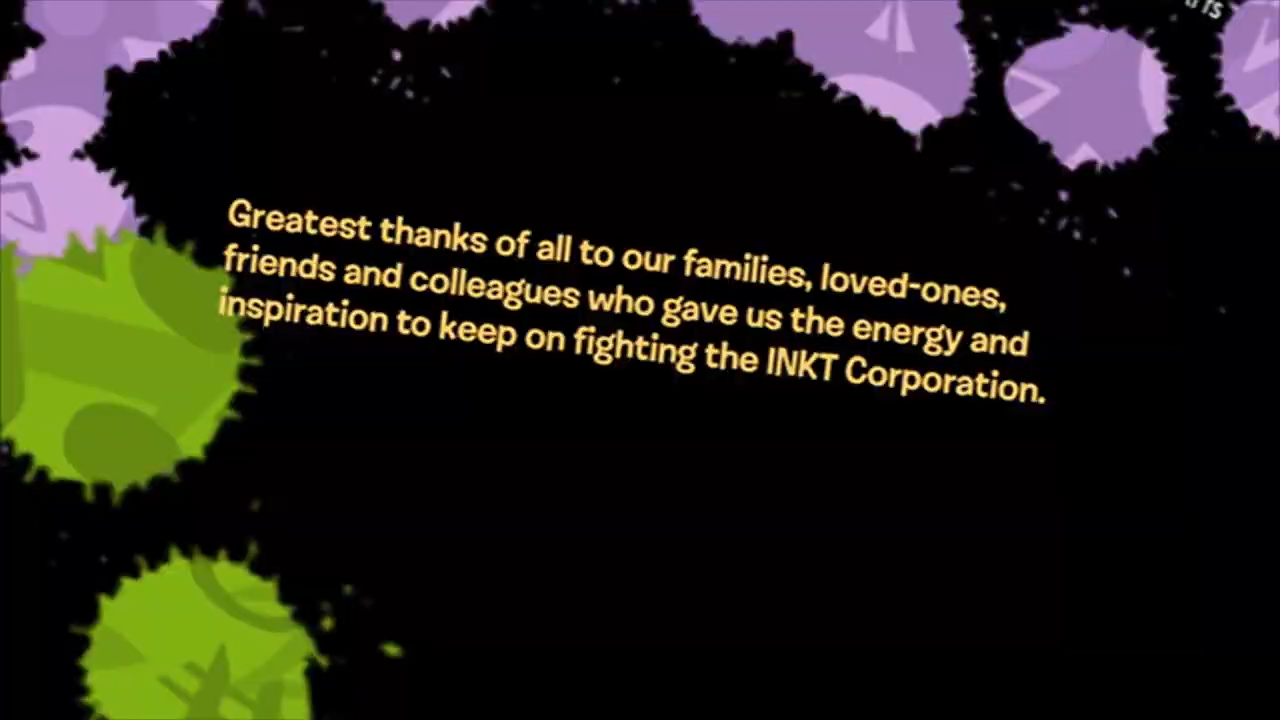 Greatest thanks of all to our families, loved-ones,
friends and colleagues who gave us the energy and
inspiration to keep on fighting the INKT Corporation.